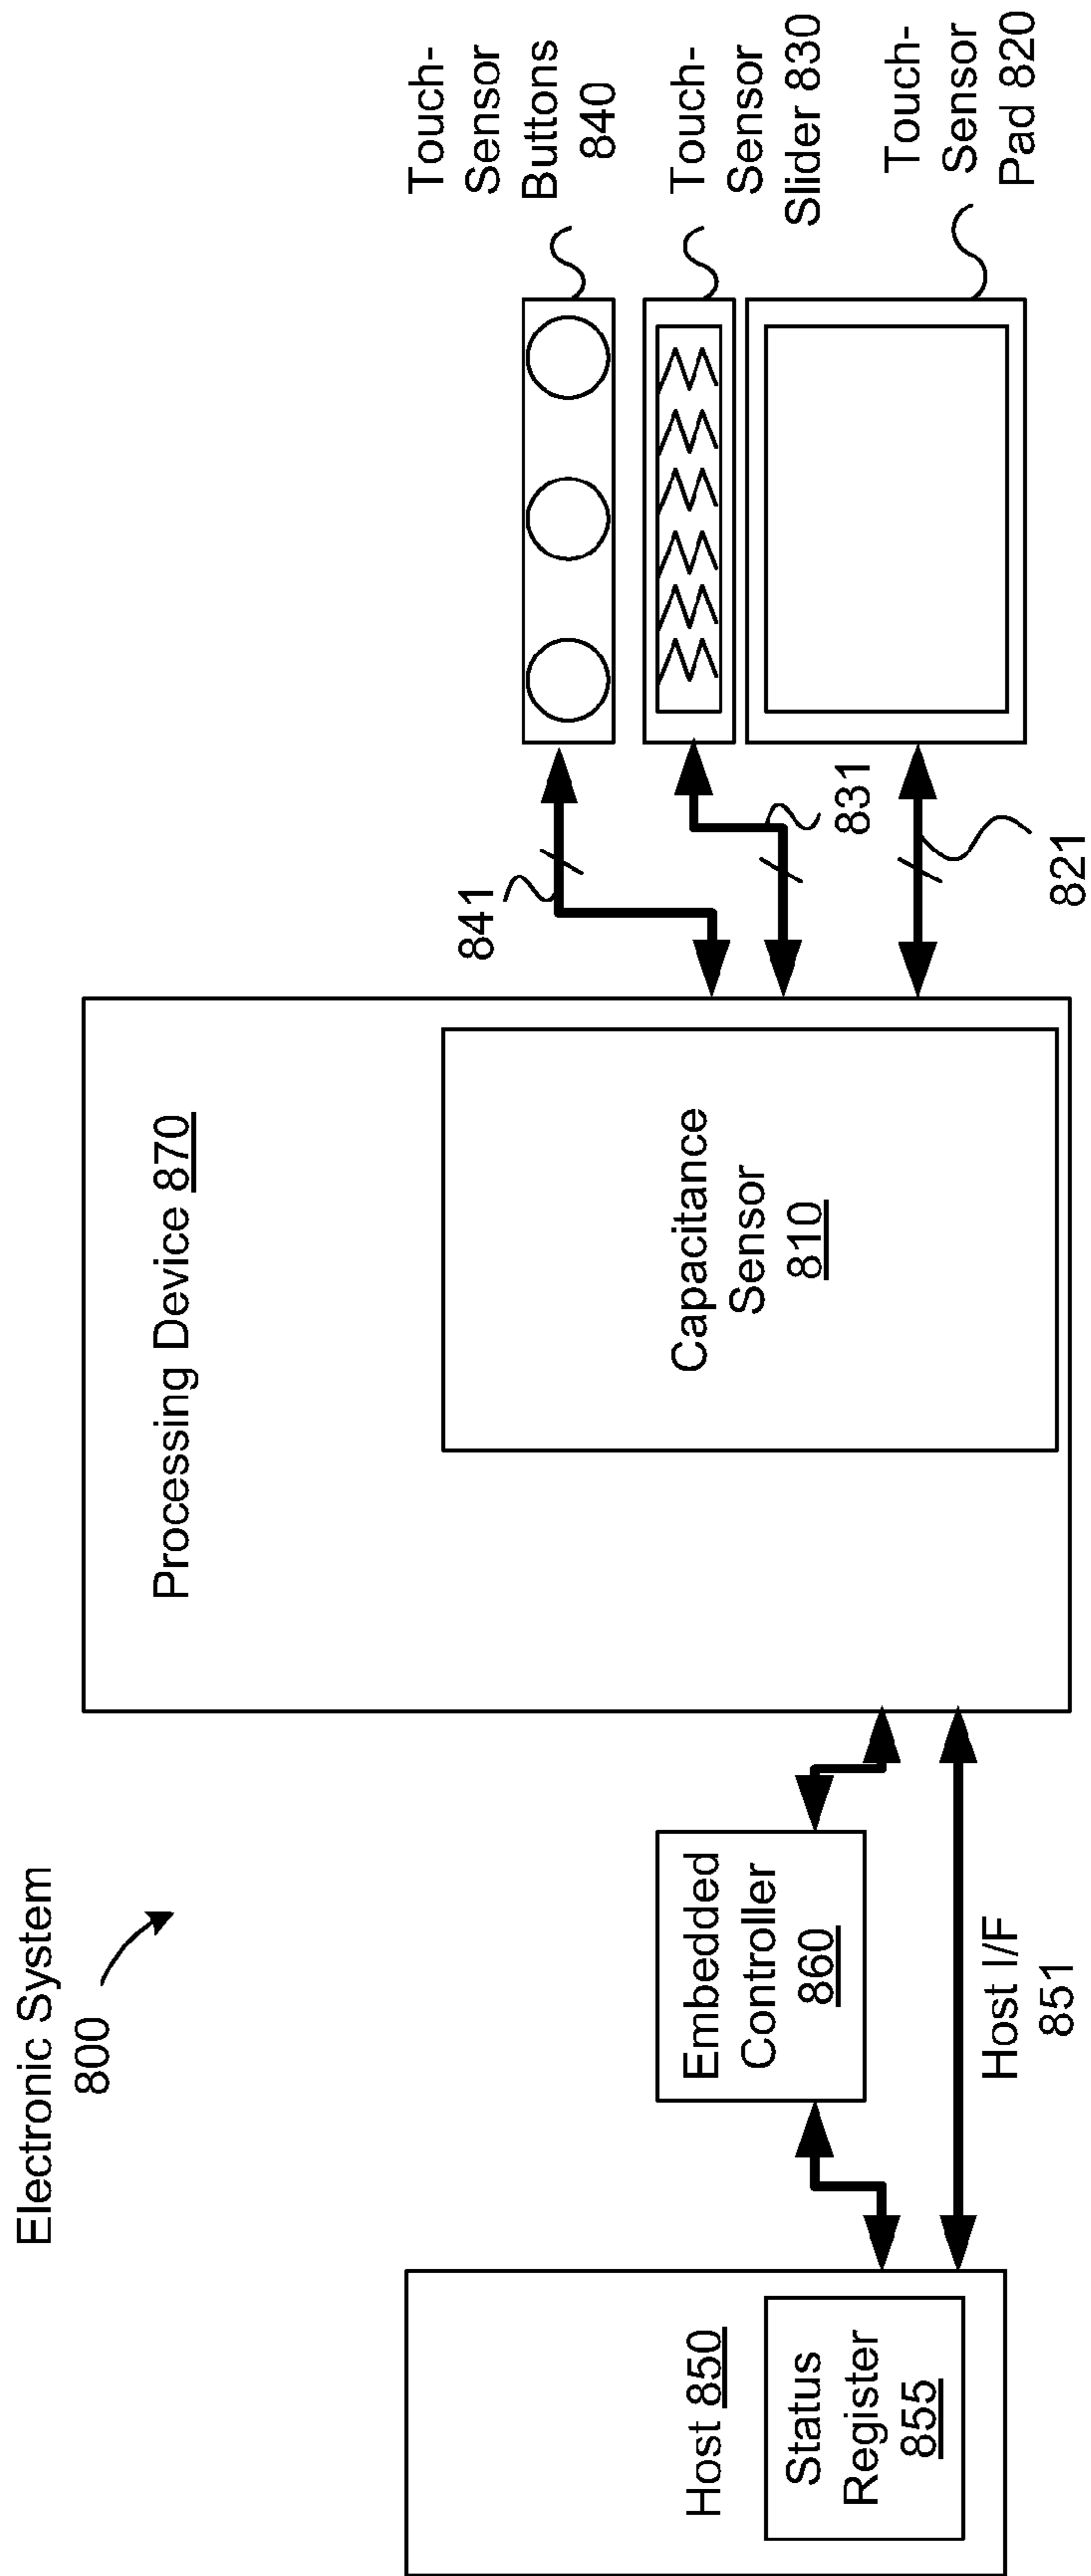 Electronic System
800
Host 850
Status
Register
855
Embedded
Controller
860
Host I/F
851
Processing Device 870
Capacitance
Sensor
810
841
831
821
Touch-
Sensor
Buttons
840
Touch-
Sensor
Slider 830
Touch-
Sensor
Pad 820